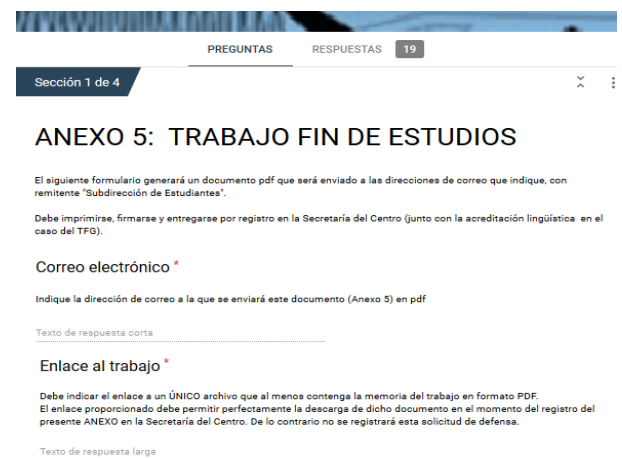 PREGUNTAS
RESPUESTAS 19
Sección 1 de 4
ANEXO 5: TRABAJO FIN DE ESTUDIOS
El siguiente formulario generará un documento pdf que será enviado a las direcciones de correo que indique, con
remitente "Subdirección de Estudiantes".
Debe imprimirse, firmarse y entregarse por registro en la Secretaría del Centro (junto con la acreditación lingüística en el
caso del TFG).
Correo electrónico *
Indique la dirección de correo a la que se enviará este documento (Anexo 5) en pdf
Texto de respuesta corta
Enlace al trabajo *
Debe indicar el enlace a un ÚNICO archivo que al menos contenga la memoria del trabajo en formato PDF.
El enlace proporcionado debe permitir perfectamente la descarga de dicho documento en el momento del registro del
presente ANEXO en la Secretaría del Centro. De lo contrario no se registrará esta solicitud de defensa.
Texto de respuesta larga